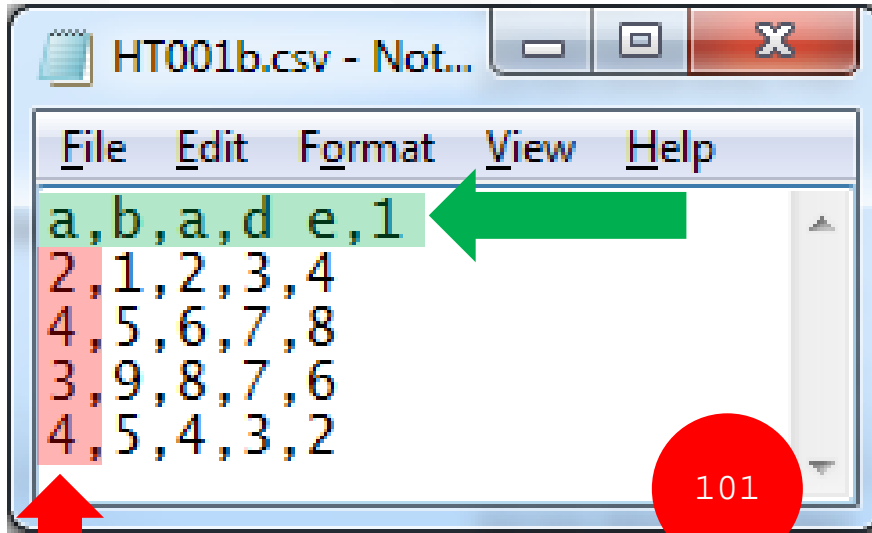 HT001b.csv - Not...
File Edit Format View Help
a,b,a,d e,1
2,1,2,3,4
4,5,6,7,8
3,9,8,7,6
4,5,4,3,2
101